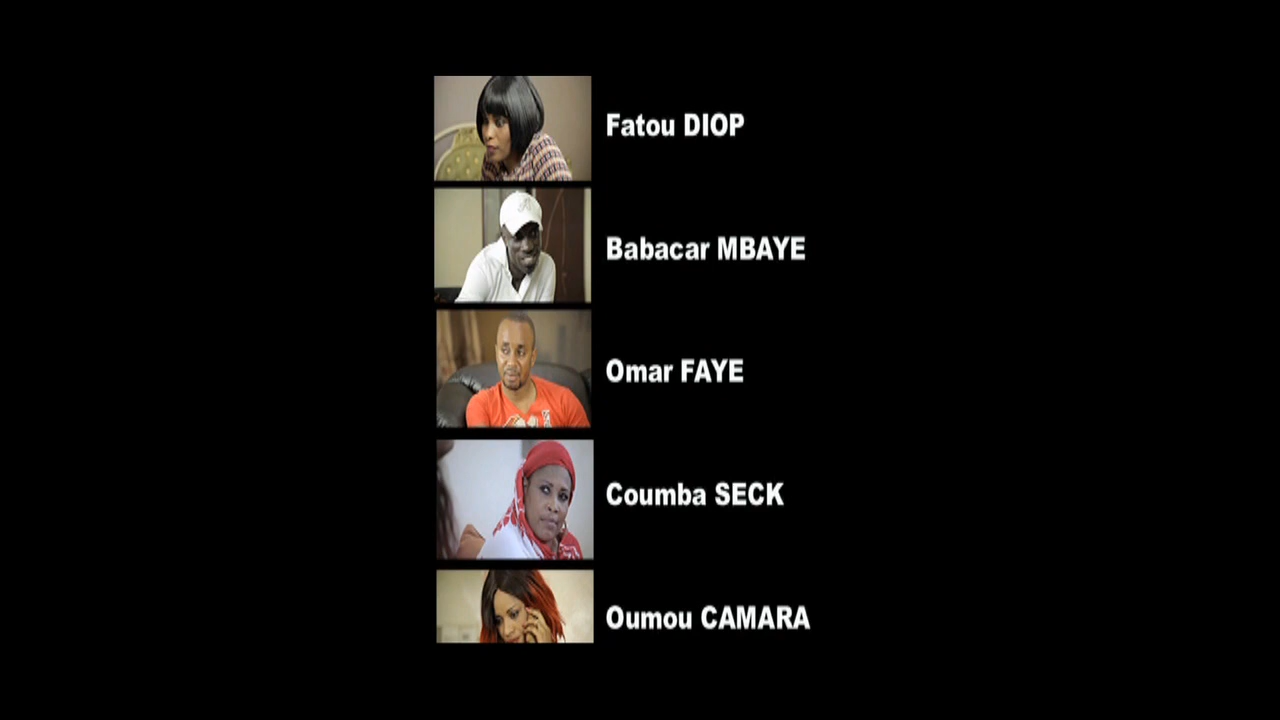 Fatou DIOP
Babacar MBAYE
Omar FAYE
Coumba SECK
Oumou CAMARA